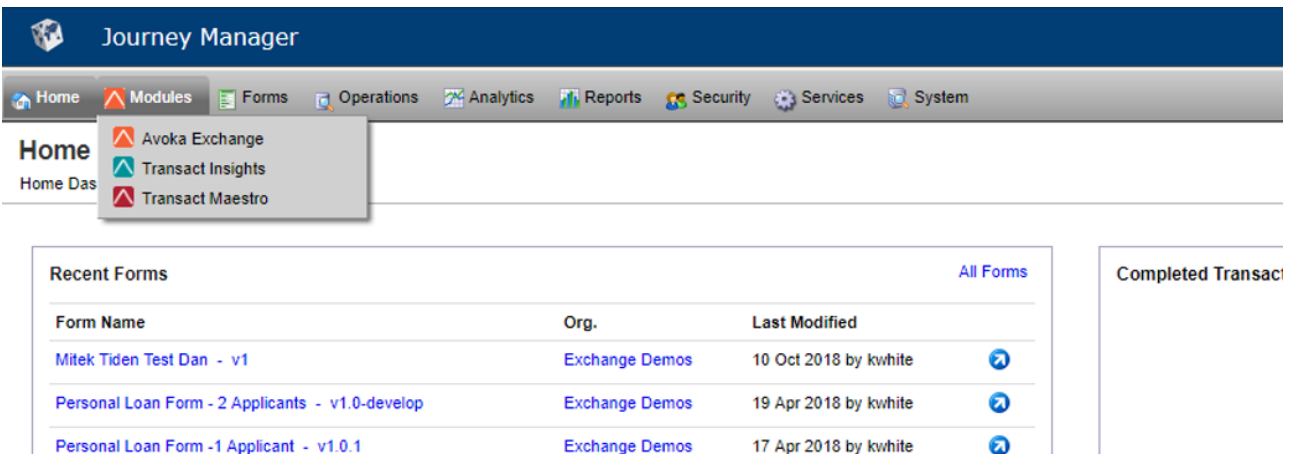 Journey Manager
Home Modules Forms Operations Analytics Reports Security Services System
Avoka Exchange
Transact Insights
Transact Maestro
Home
Home Das
Recent Forms All Forms
Form Name Org. Last Modified
Mitek Tiden Test Dan - v1 Exchange Demos 10 Oct 2018 by kwhite
Personal Loan Form - 2 Applicants - v1.0-develop Exchange Demos 19 Apr 2018 by kwhite
Personal Loan Form -1 Applicant - v1.0.1 Exchange Demos 17 Apr 2018 by kwhite
Completed Transact